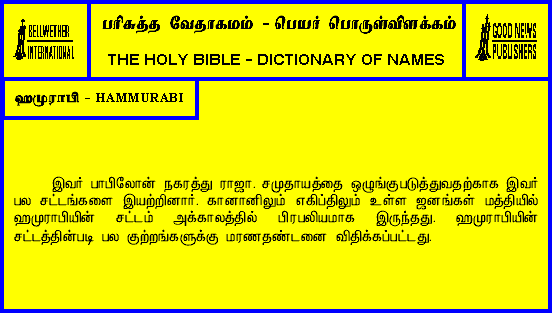 BELLWETHER
INTERNATIONAL
பரிசுத்த வேதாகமம் - பெயர் பொருள்விளக்கம்
THE HOLY BIBLE - DICTIONARY OF NAMES
GOOD NEWS
PUBLISHERS
ஹமுராபி - HAMMURABI
இவர் பாபிலோன் நகரத்து ராஜா. சமுதாயத்தை ஒழுங்குபடுத்துவதற்காக இவர்
பல சட்டங்களை இயற்றினார். கானானிலும் எகிப்திலும் உள்ள ஜனங்கள் மத்தியில்
ஹமுராபியின் சட்டம் அக்காலத்தில் பிரபலியமாக இருந்தது. ஹமுராபியின்
சட்டத்தின்படி பல குற்றங்களுக்கு மரணதண்டனை விதிக்கப்பட்டது.